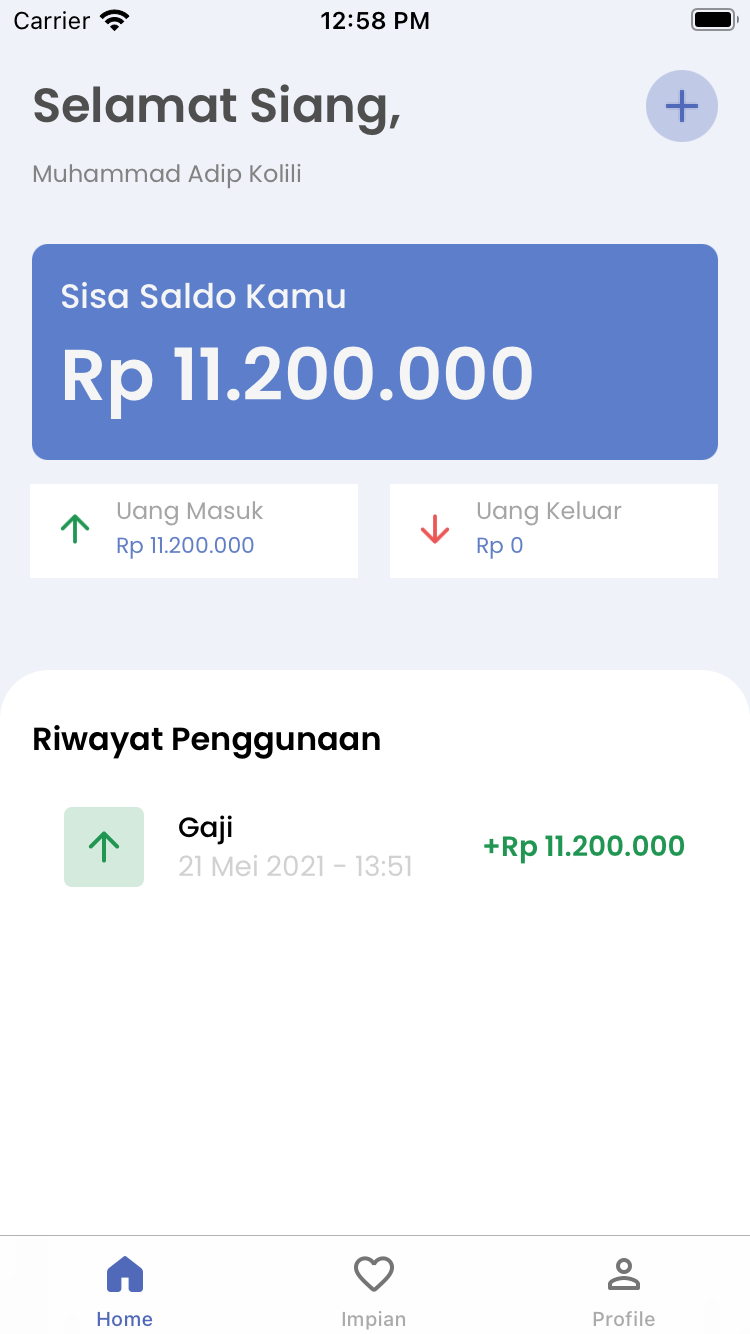 Carrier 12:58 PM
Selamat Siang,
Muhammad Adip Kolili
Sisa Saldo Kamu
Rp 11.200.000
Uang Masuk
Rp 11.200.000
Uang Keluar
Rp 0
Riwayat Penggunaan
Gaji
21 Mei 2021 - 13:51
+Rp 11.200.000
Home Impian Profile